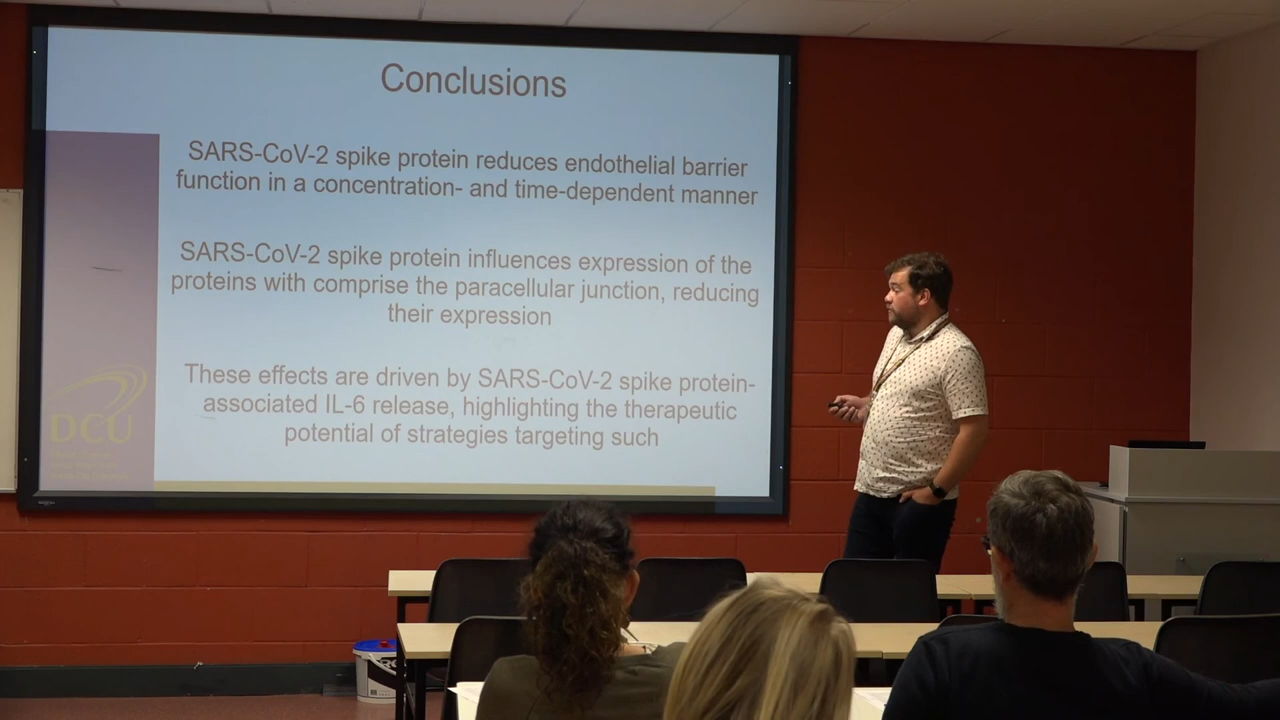 Conclusions
SARS-CoV-2 spike protein reduces endothelial barrier
function in a concentration- and time-dependent manner
SARS-CoV-2 spike protein influences expression of the
proteins with comprise the paracellular junction, reducing
their expression
These effects are driven by SARS-CoV-2 spike protein-
associated IL-6 release, highlighting the therapeutic
potential of strategies targeting such
DCU